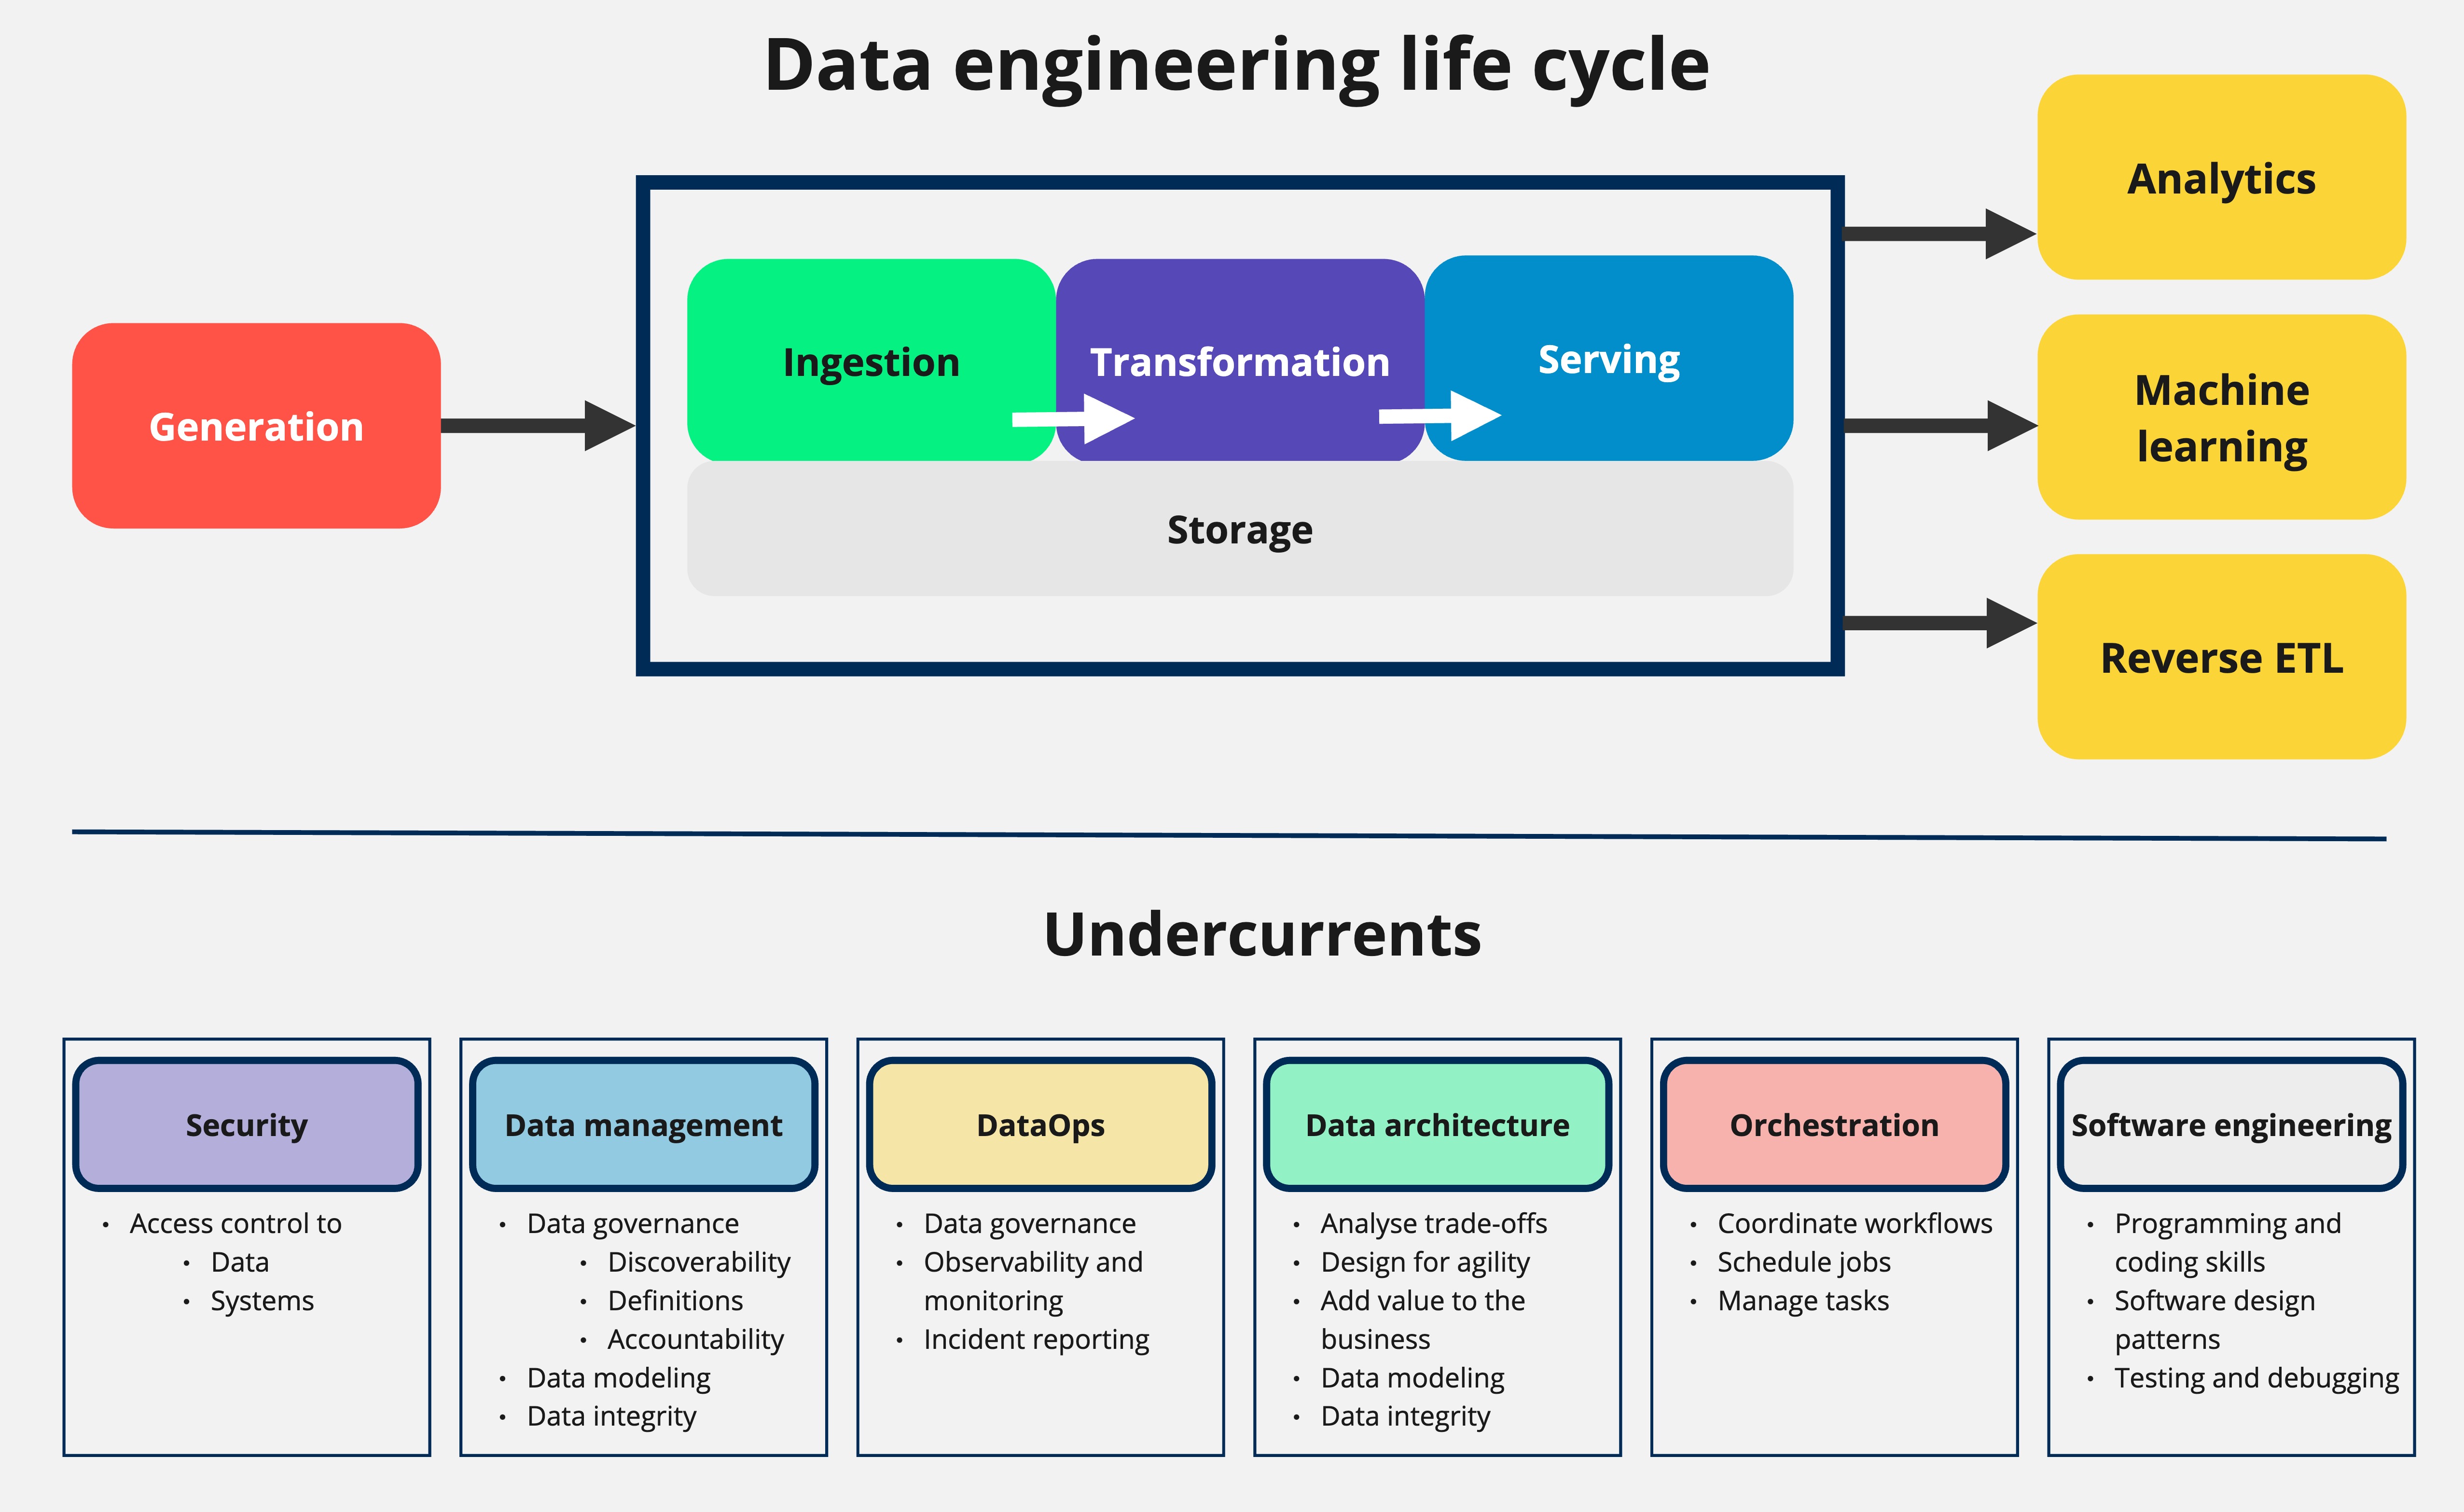 Data engineering life cycle
Generation
Ingestion
Transformation
Serving
Storage
Analytics
Machine
learning
Reverse ETL
Undercurrents
Security
• Access control to
• Data
• Systems
Data management
• Data governance
• Discoverability
• Definitions
• Accountability
• Data modeling
• Data integrity
DataOps
• Data governance
• Observability and
monitoring
• Incident reporting
Data architecture
• Analyse trade-offs
• Design for agility
• Add value to the
business
• Data modeling
• Data integrity
Orchestration
• Coordinate workflows
• Schedule jobs
• Manage tasks
Software engineering
• Programming and
coding skills
• Software design
patterns
• Testing and debugging